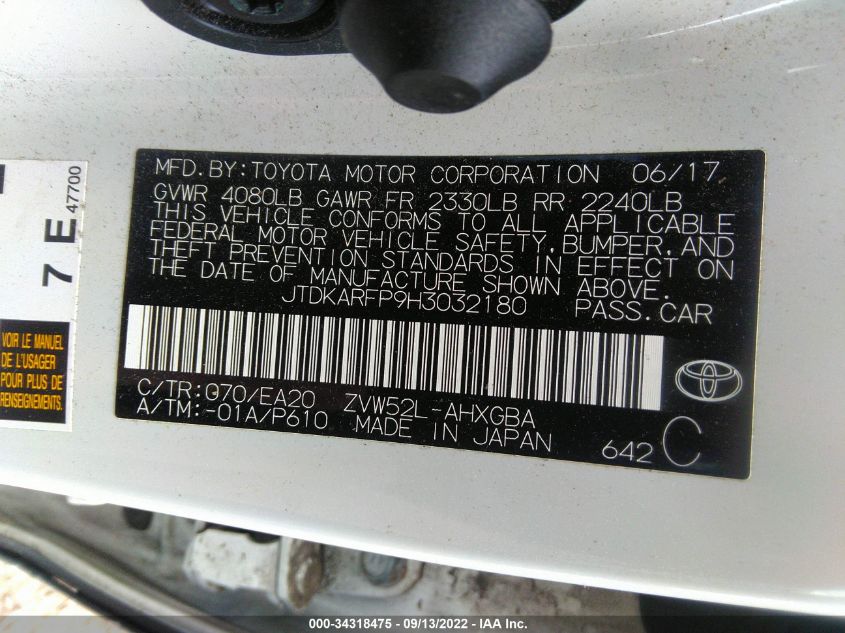 MFD.BY:TOYOTA MOTOR CORPORATION 06/17
GVWR 4080LB GAWR FR 2330LB RR 2240LB
THIS VEHICLE CONFORMS TO ALL APPLICABLE
FEDERAL MOTOR VEHICLE SAFETY, BUMPER, AND
THEFT PREVENTION STANDARDS IN EFFECT ON
THE DATE OF MANUFACTURE SHOWN ABOVE.
JTDKARFP9H3032180 PASS.CAR
C/TR:070/EA20 ZVW52L-AHXGBA
A/TM:-01A/P610 MADE IN JAPAN
642 C
7 E
47700
VOIR LE MANUEL
DE L'USAGER
POUR PLUS DE
RENSEIGNEMENTS
000-34318475 - 09/13/2022 - IAA Inc.